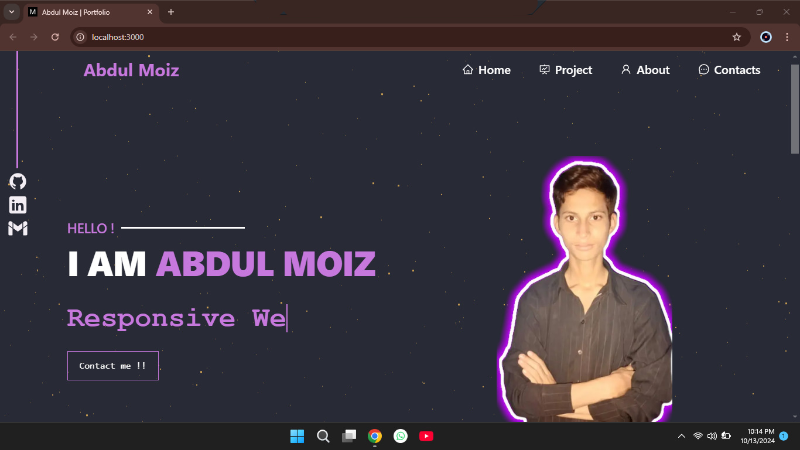 M Abdul Moiz | Portfolio
localhost:3000
Abdul Moiz
Home Project About Contacts
HELLO !
I AM ABDUL MOIZ
Responsive We
Contact me !!
10:14 PM
10/13/2024